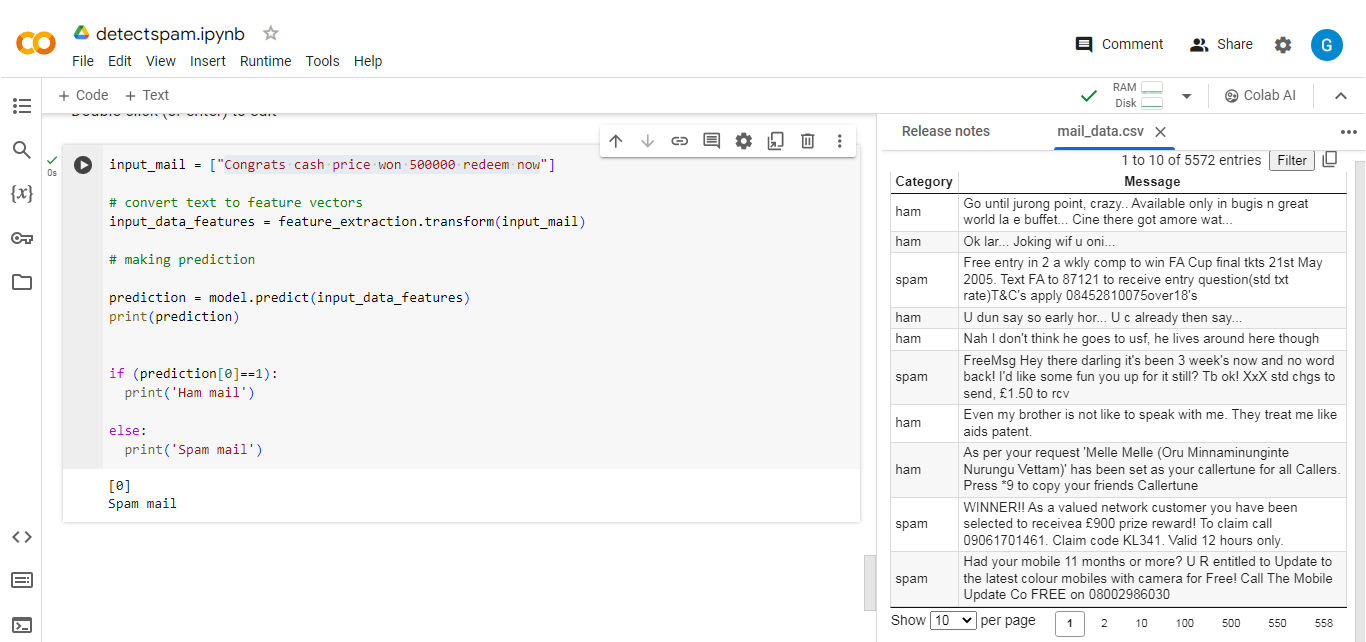 detectspam.ipynb
File Edit View Insert Runtime Tools Help
Comment
Share
G
+ Code + Text
RAM
Disk
Colab AI
Double-click (or enter) to edit
0s
input_mail = ["Congrats cash price won 500000 redeem now"]
# convert text to feature vectors
input_data_features = feature_extraction.transform(input_mail)
# making prediction
prediction = model.predict(input_data_features)
print(prediction)
if (prediction[0]==1):
print('Ham mail')
else:
print('Spam mail')
[0]
Spam mail
{x}
Release notes
mail_data.csv
1 to 10 of 5572 entries
Filter
Category Message
ham
Go until jurong point, crazy.. Available only in bugis n great
world la e buffet... Cine there got amore wat...
ham
Ok lar... Joking wif u oni...
spam
Free entry in 2 a wkly comp to win FA Cup final tkts 21st May
2005. Text FA to 87121 to receive entry question(std txt
rate)T&C's apply 08452810075over18's
ham
U dun say so early hor... U c already then say...
ham
Nah I don't think he goes to usf, he lives around here though
spam
FreeMsg Hey there darling it's been 3 week's now and no word
back! I'd like some fun you up for it still? Tb ok! XxX std chgs to
send, £1.50 to rcv
ham
Even my brother is not like to speak with me. They treat me like
aids patent.
ham
As per your request 'Melle Melle (Oru Minnaminunginte
Nurungu Vettam)' has been set as your callertune for all Callers.
Press *9 to copy your friends Callertune
spam
WINNER!! As a valued network customer you have been
selected to receivea £900 prize reward! To claim call
09061701461. Claim code KL341. Valid 12 hours only.
spam
Had your mobile 11 months or more? U R entitled to Update to
the latest colour mobiles with camera for Free! Call The Mobile
Update Co FREE on 08002986030
Show 10 per page
1 2 10 100 500 550 558